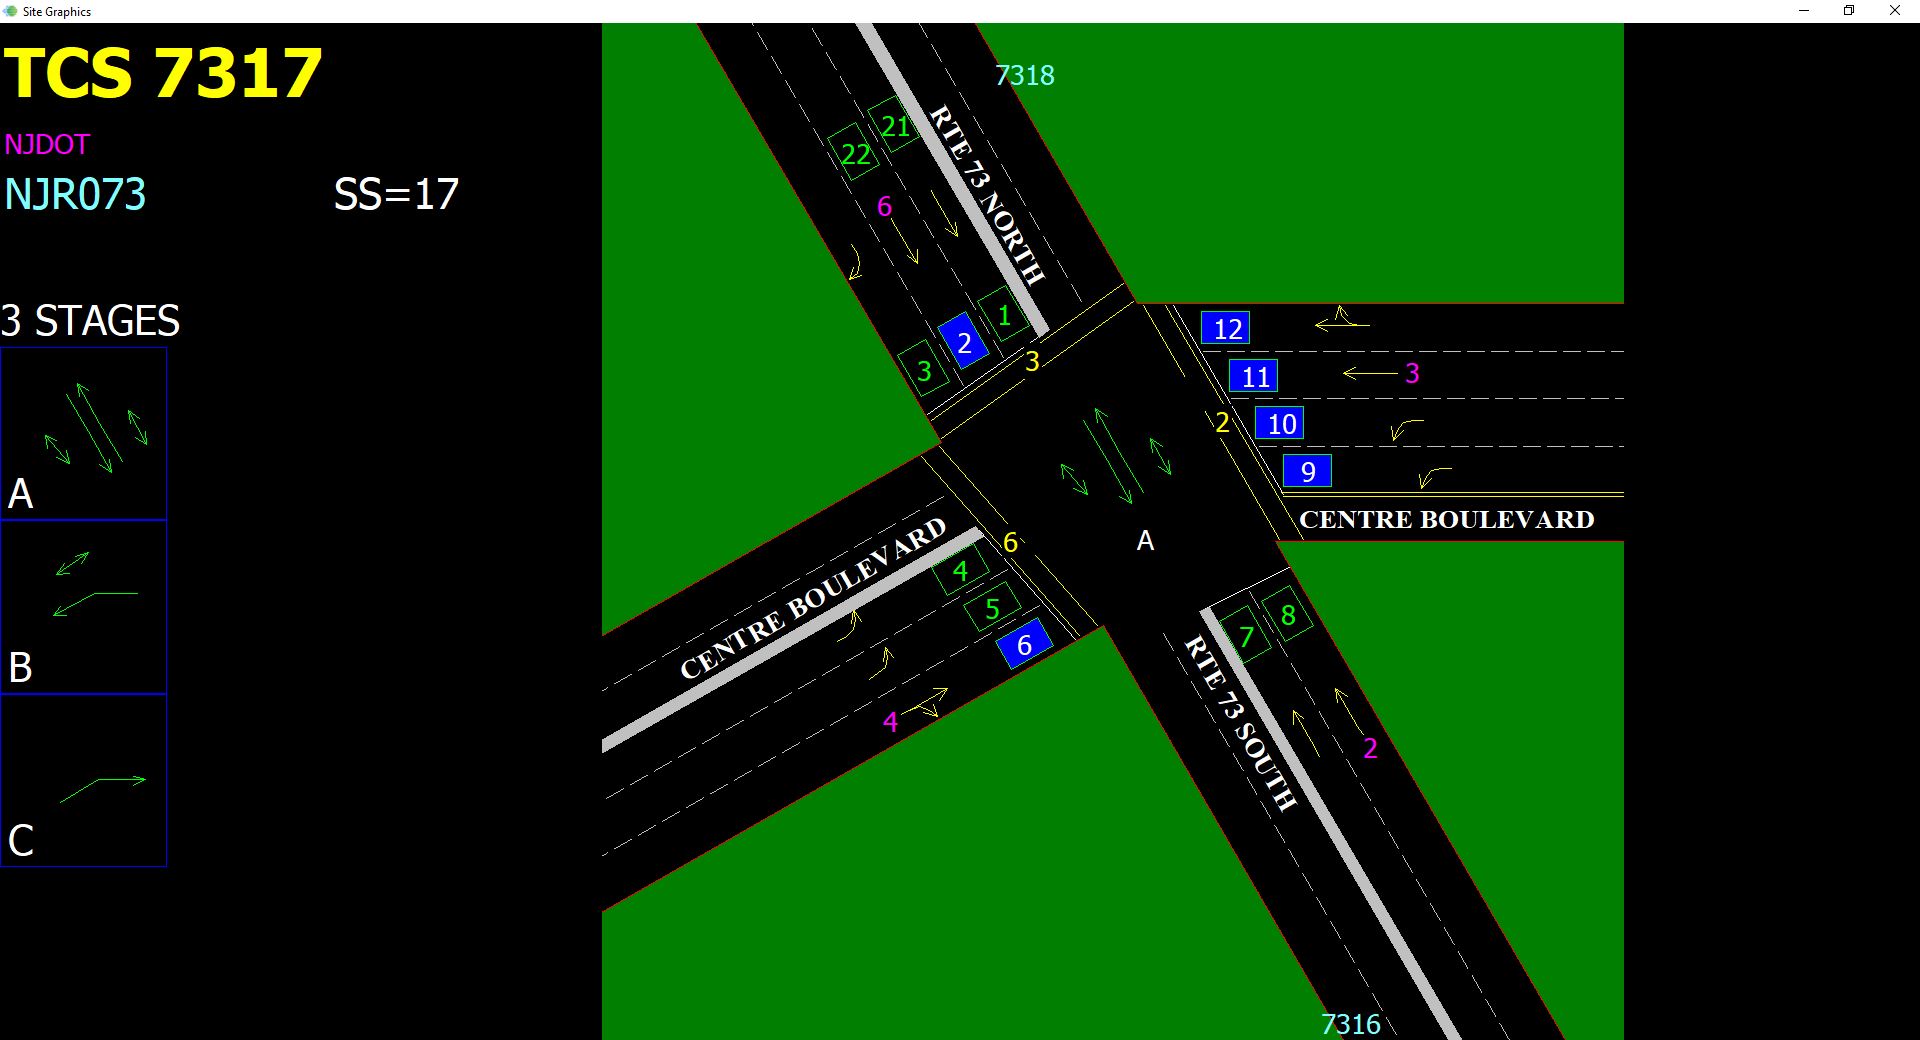 Site Graphics
TCS 7317
NJDOT
NJR073 SS=17
3 STAGES
A
B
C
7318
21
22
6
RTE 73 NORTH
1
2
3
3
12
11
3
10
9
2
CENTRE BOULEVARD
A
6
CENTRE BOULEVARD
4
5
6
4
7
8
RTE 73 SOUTH
2
7316